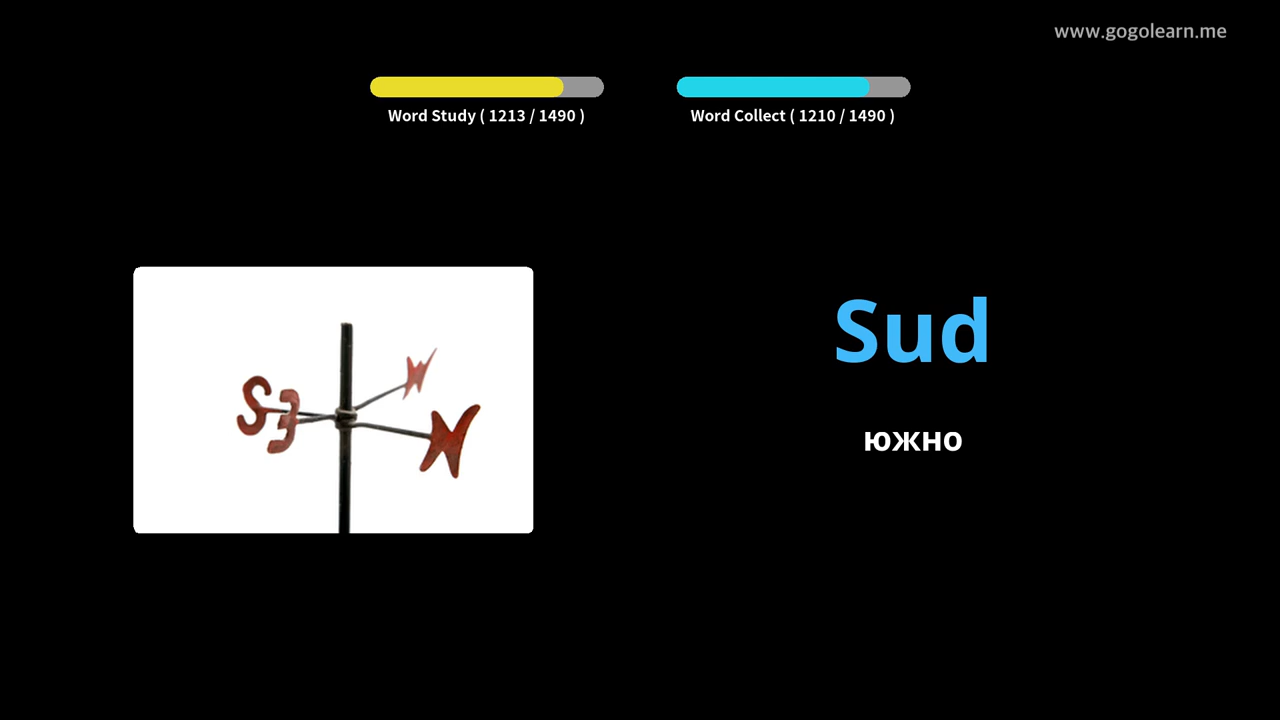 www.gogolearn.me
Word Study ( 1213 / 1490 )
Word Collect ( 1210 / 1490 )
S E N W
Sud
южно